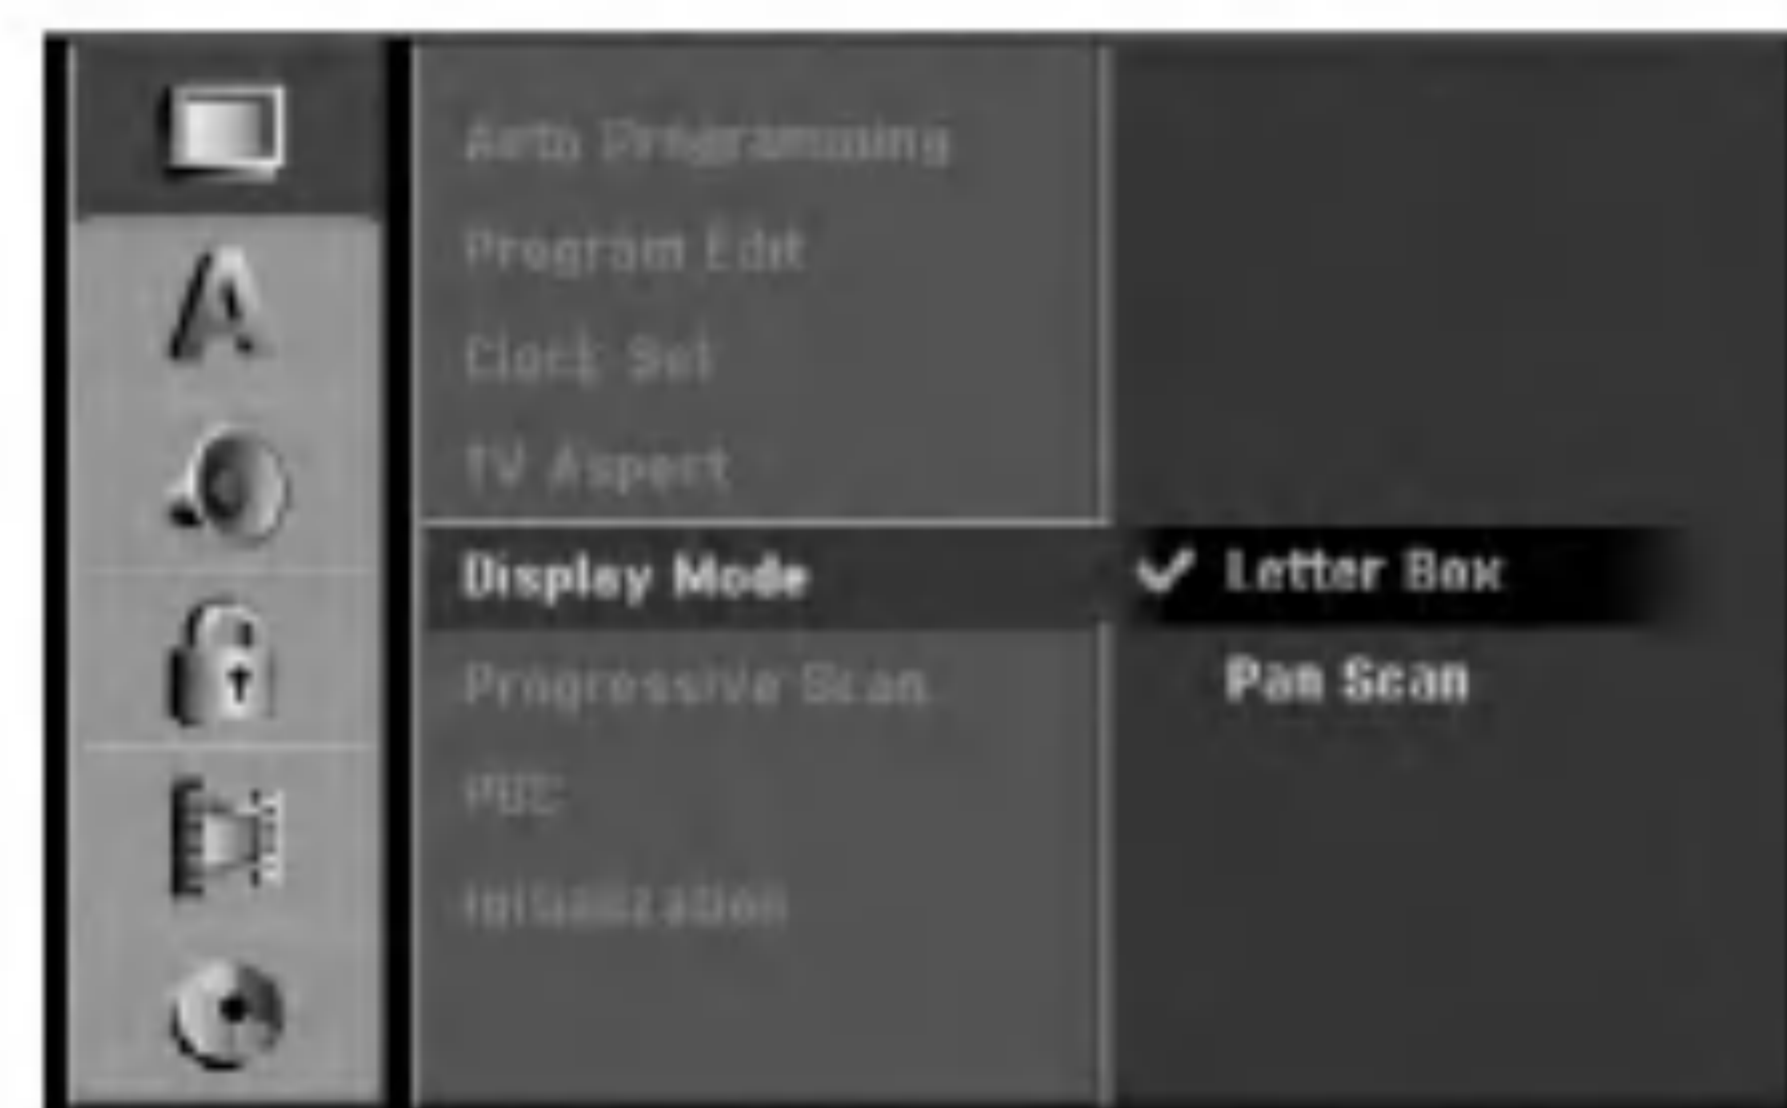 Auto Programming
Program Edit
Clock Set
TV Aspect
Display Mode
Letter Box
Progressive Scan
Pan Scan
PBC
Initialization